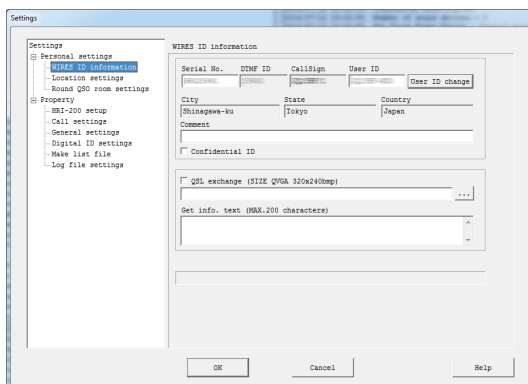 Settings
Settings
Personal settings
WIRES ID information
Location settings
Round QSO room settings
Property
HRI-200 setup
Call settings
General settings
Digital ID settings
Make list file
Log file settings
WIRES ID information
Serial No. DTMF ID CallSign User ID
User ID change
City State Country
Shinagawa-ku Tokyo Japan
Comment
Confidential ID
QSL exchange (SIZE QVGA 320x240bmp)
...
Get info. text (MAX.200 characters)
OK Cancel Help